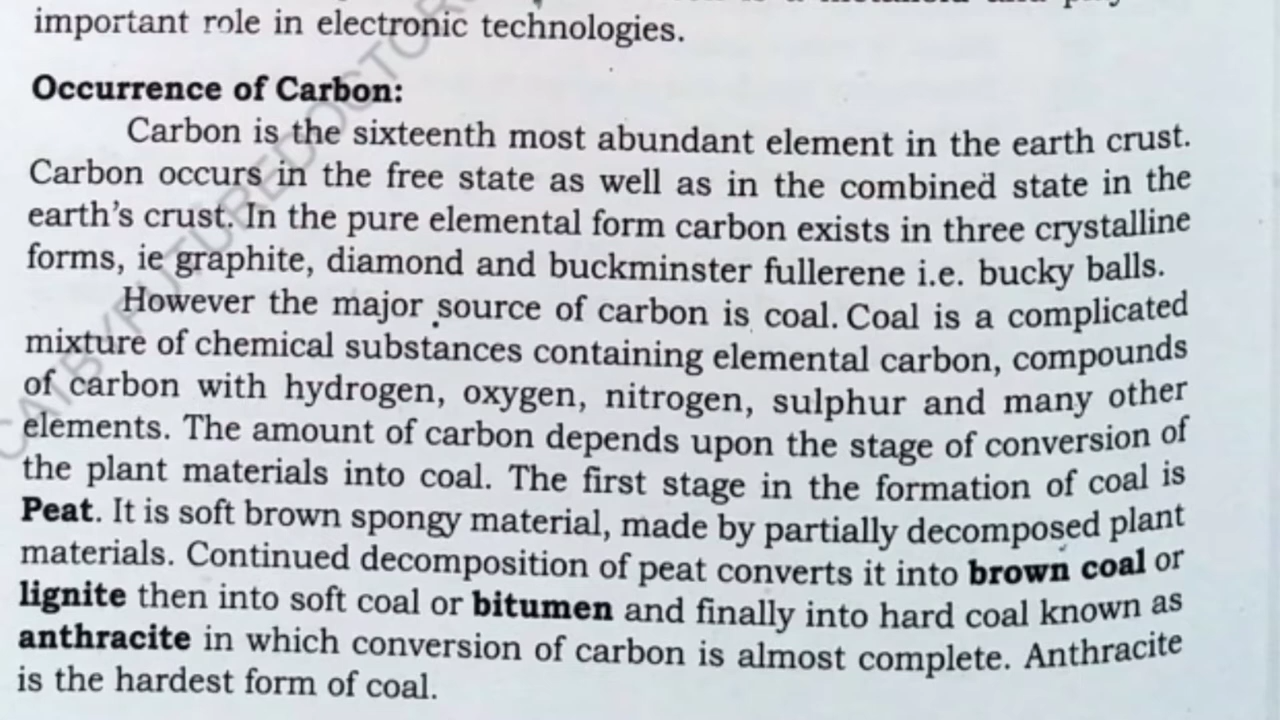 important role in electronic technologies.
Occurrence of Carbon:
Carbon is the sixteenth most abundant element in the earth crust.
Carbon occurs in the free state as well as in the combined state in the
earth's crust. In the pure elemental form carbon exists in three crystalline
forms, ie graphite, diamond and buckminster fullerene i.e. bucky balls.
However the major source of carbon is coal. Coal is a complicated
mixture of chemical substances containing elemental carbon, compounds
of carbon with hydrogen, oxygen, nitrogen, sulphur and many other
elements. The amount of carbon depends upon the stage of conversion of
the plant materials into coal. The first stage in the formation of coal is
Peat. It is soft brown spongy material, made by partially decomposed plant
materials. Continued decomposition of peat converts it into brown coal or
lignite then into soft coal or bitumen and finally into hard coal known as
anthracite in which conversion of carbon is almost complete. Anthracite
is the hardest form of coal.